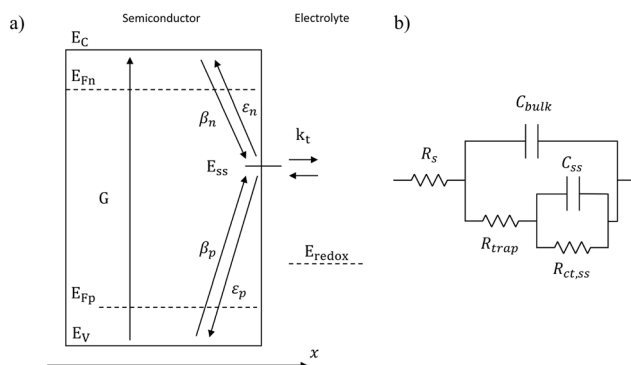 a)
Semiconductor
Electrolyte
b)
E_C
E_Fn
β_n
ε_n
k_t
E_ss
G
β_p
ε_p
E_redox
E_Fp
E_V
x
C_bulk
R_s
C_ss
R_trap
R_ct,ss